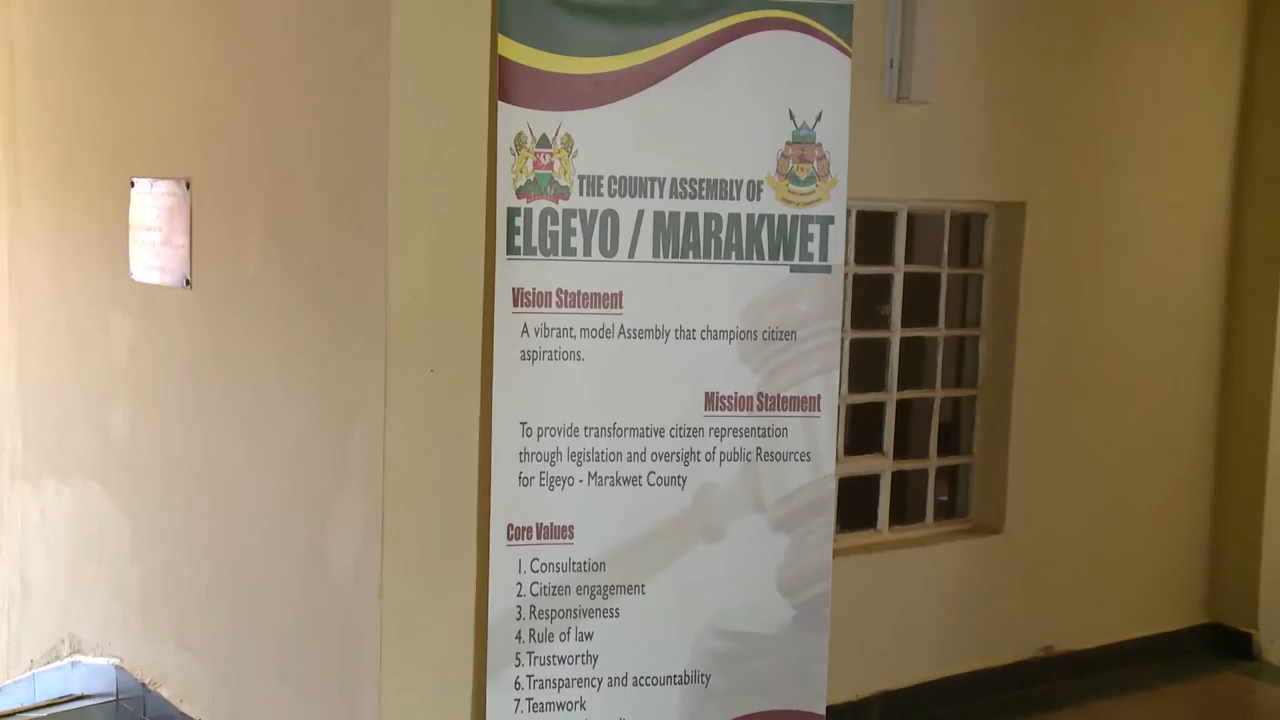 THE COUNTY ASSEMBLY OF
ELGEYO / MARAKWET
Vision Statement
A vibrant, model Assembly that champions citizen
aspirations.
Mission Statement
To provide transformative citizen representation
through legislation and oversight of public Resources
for Elgeyo - Marakwet County
Core Values
1. Consultation
2. Citizen engagement
3. Responsiveness
4. Rule of law
5. Trustworthy
6. Transparency and accountability
7. Teamwork